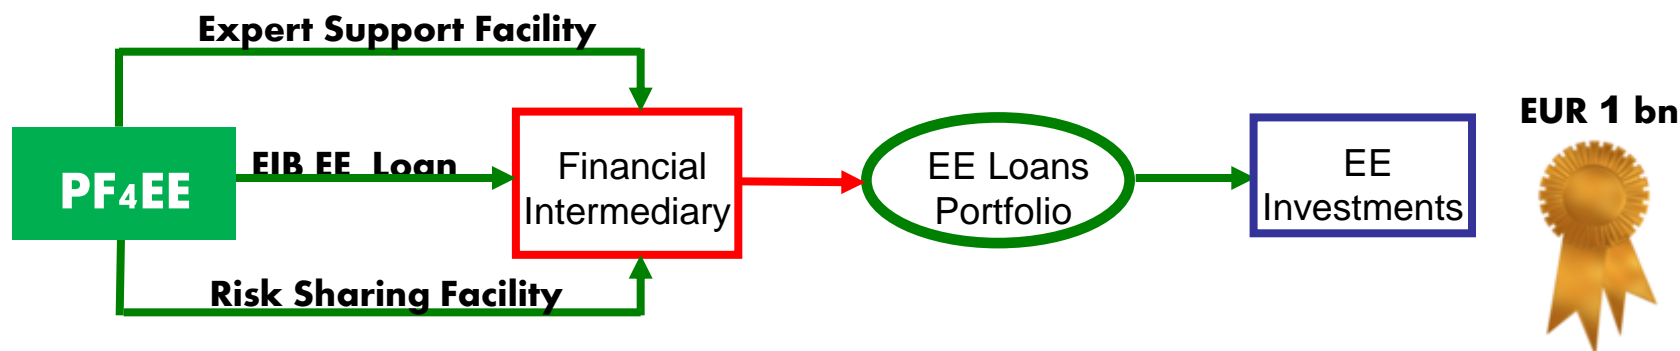 Expert Support Facility
EUR 1 bn
PF4EE
EIB EE Loan
Financial
Intermediary
EE Loans
Portfolio
EE
Investments
Risk Sharing Facility